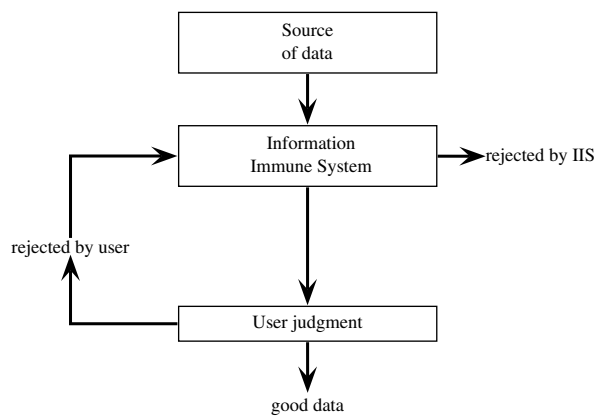 Source
of data
Information
Immune System
rejected by IIS
rejected by user
User judgment
good data